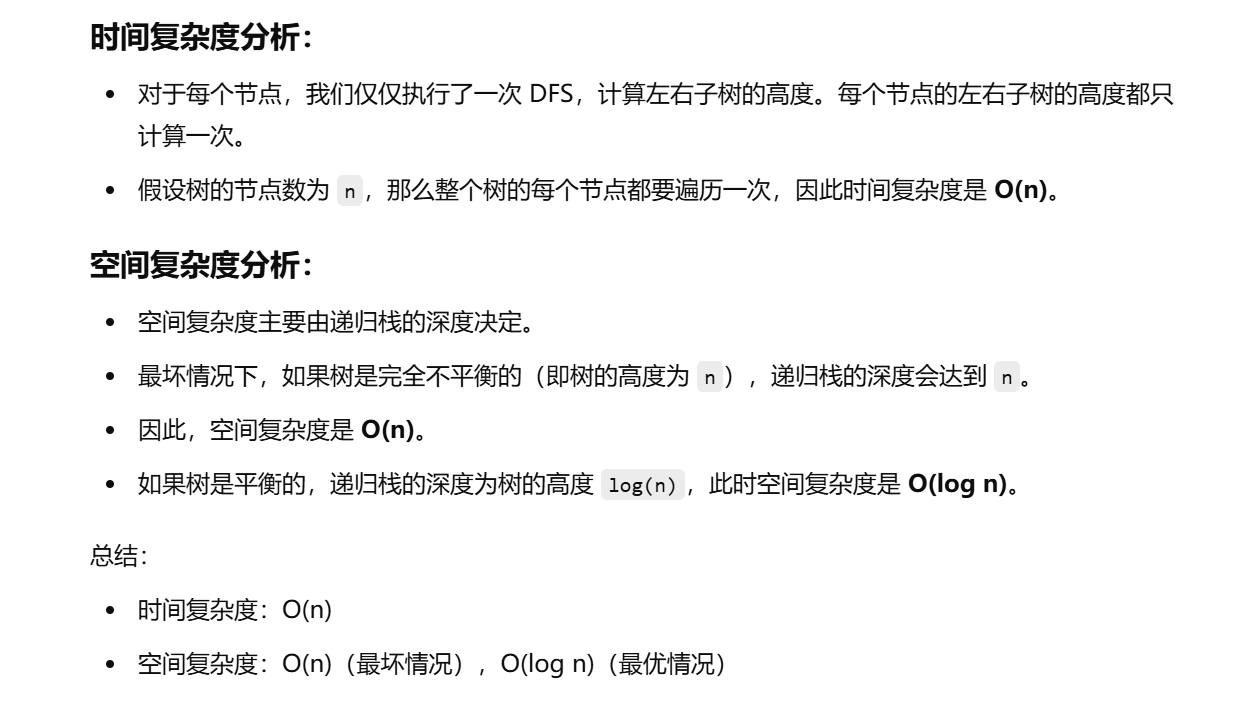 时间复杂度分析：
• 对于每个节点，我们仅仅执行了一次 DFS，计算左右子树的高度。每个节点的左右子树的高度都只
计算一次。
• 假设树的节点数为 n，那么整个树的每个节点都要遍历一次，因此时间复杂度是 O(n)。
空间复杂度分析：
• 空间复杂度主要由递归栈的深度决定。
• 最坏情况下，如果树是完全不平衡的（即树的高度为 n），递归栈的深度会达到 n。
• 因此，空间复杂度是 O(n)。
• 如果树是平衡的，递归栈的深度为树的高度 log(n)，此时空间复杂度是 O(log n)。
总结：
• 时间复杂度：O(n)
• 空间复杂度：O(n)（最坏情况），O(log n)（最优情况）